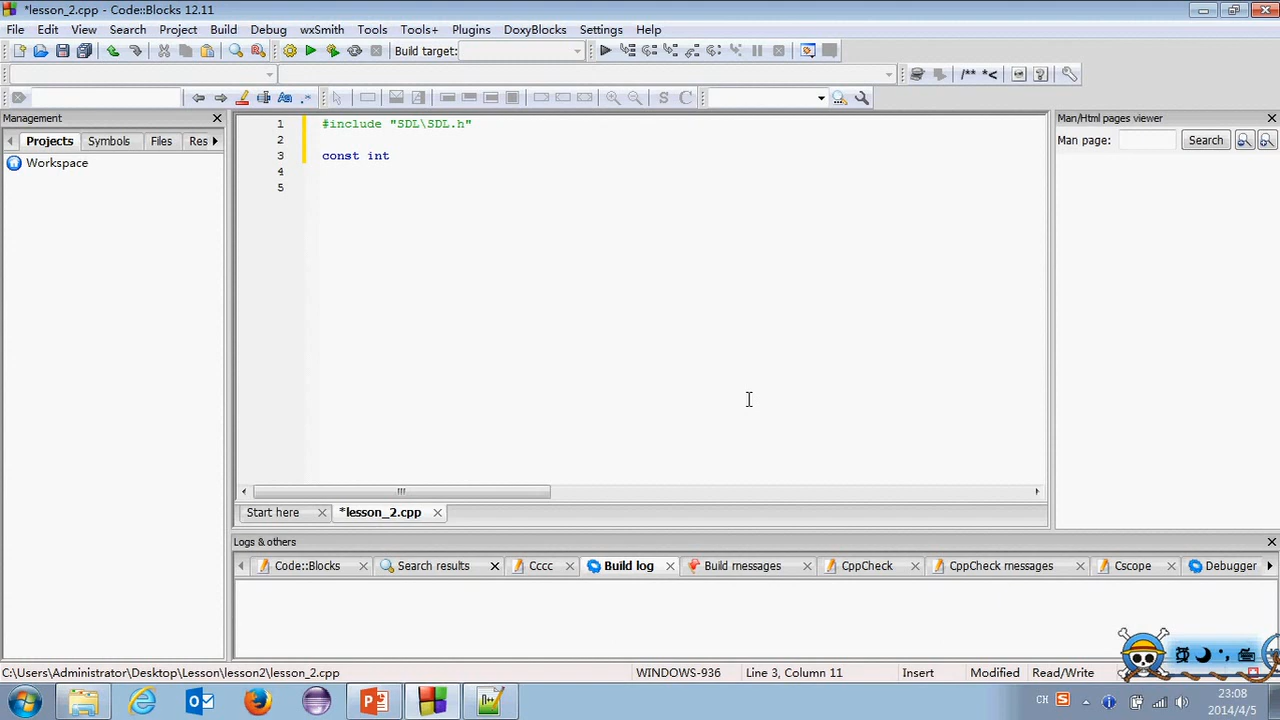 *lesson_2.cpp - Code::Blocks 12.11
File Edit View Search Project Build Debug wxSmith Tools Tools+ Plugins DoxyBlocks Settings Help
Build target:
/** *<
Aa .* S C
Management
Man/Html pages viewer
Projects Symbols Files Res
Man page: Search
Workspace
1 #include "SDL\SDL.h"
2
3 const int
4
5
Start here *lesson_2.cpp
Logs & others
Code::Blocks Search results Cccc Build log Build messages CppCheck CppCheck messages Cscope Debugger
C:\Users\Administrator\Desktop\Lesson\lesson2\lesson_2.cpp WINDOWS-936 Line 3, Column 11 Insert Modified Read/Write
CH 23:08
2014/4/5